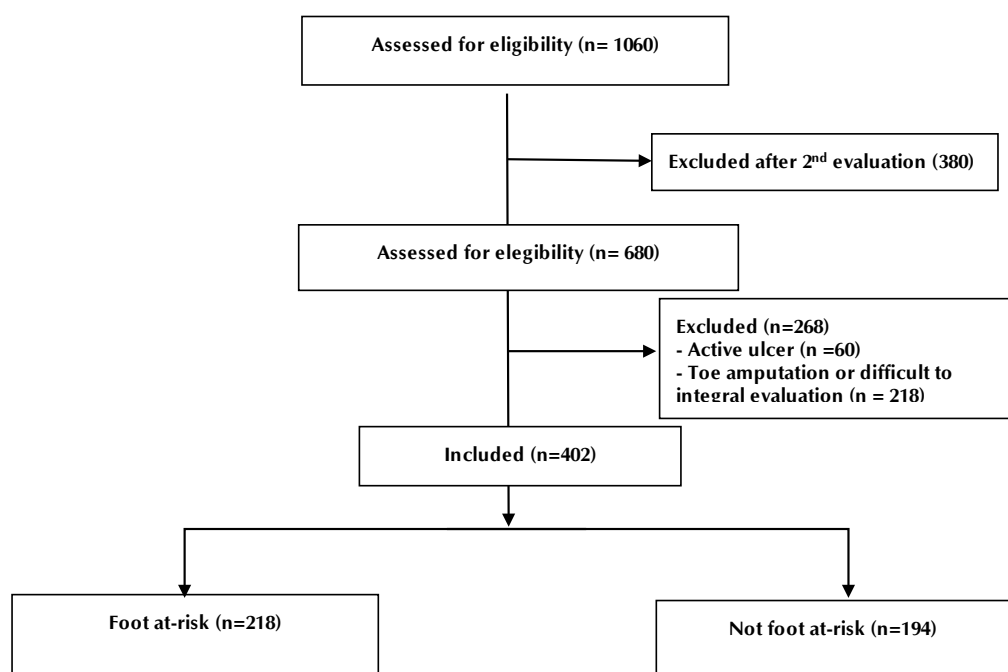 Assessed for eligibility (n= 1060)
Excluded after 2nd evaluation (380)
Assessed for elegibility (n= 680)
Excluded (n=268)
- Active ulcer (n =60)
- Toe amputation or difficult to
integral evaluation (n = 218)
Included (n=402)
Foot at-risk (n=218)
Not foot at-risk (n=194)